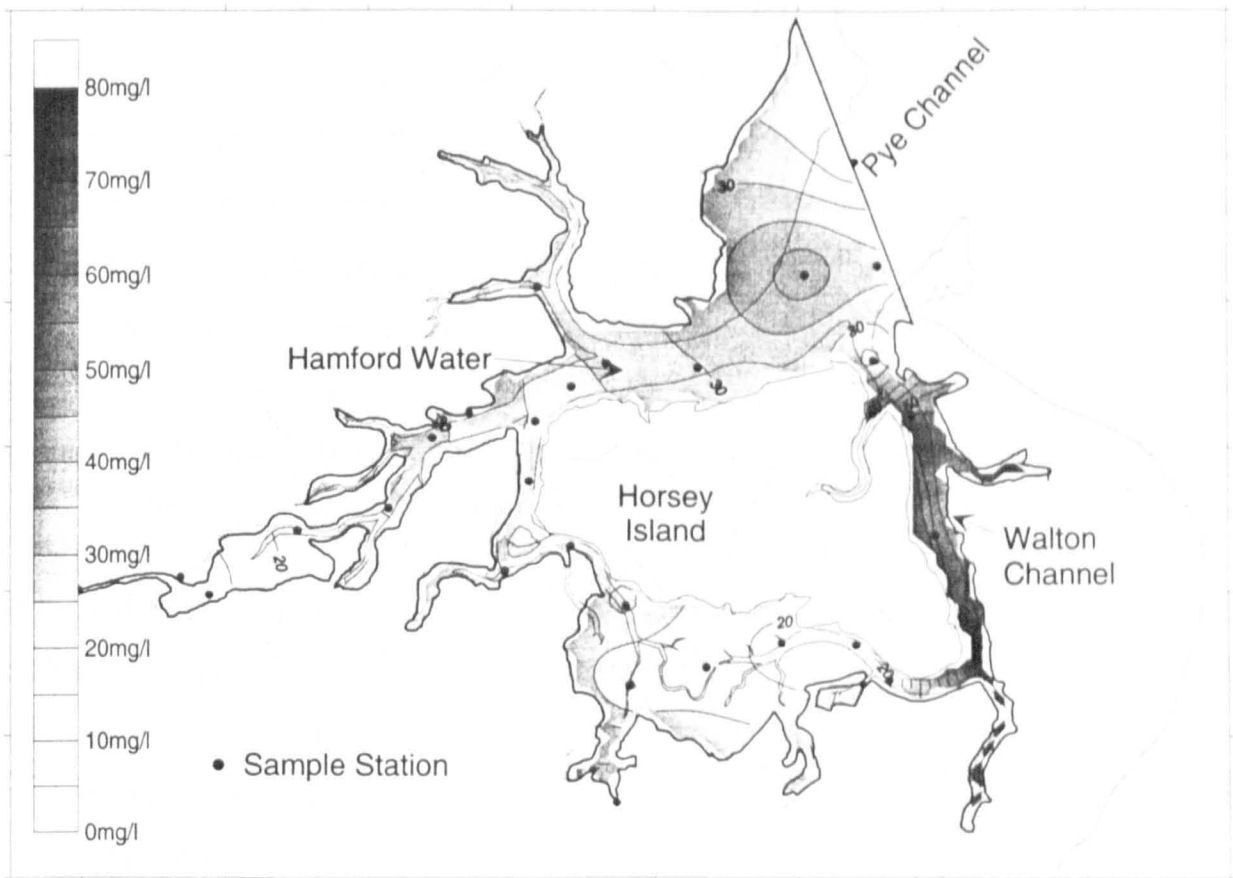 80mg/l
70mg/l
60mg/l
50mg/l
40mg/l
30mg/l
20mg/l
10mg/l
0mg/l
Pye Channel
30
30
Hamford Water
Horsey
Island
Walton
Channel
20
20
20
Sample Station